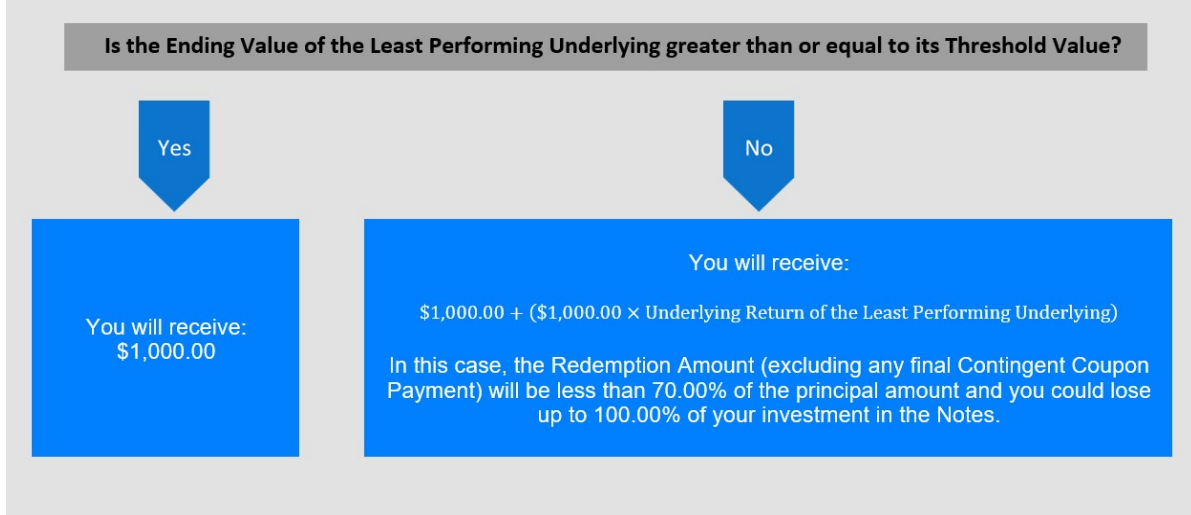 Is the Ending Value of the Least Performing Underlying greater than or equal to its Threshold Value?
Yes
No
You will receive:
$1,000.00
You will receive:
$1,000.00 + ($1,000.00 × Underlying Return of the Least Performing Underlying)
In this case, the Redemption Amount (excluding any final Contingent Coupon
Payment) will be less than 70.00% of the principal amount and you could lose
up to 100.00% of your investment in the Notes.